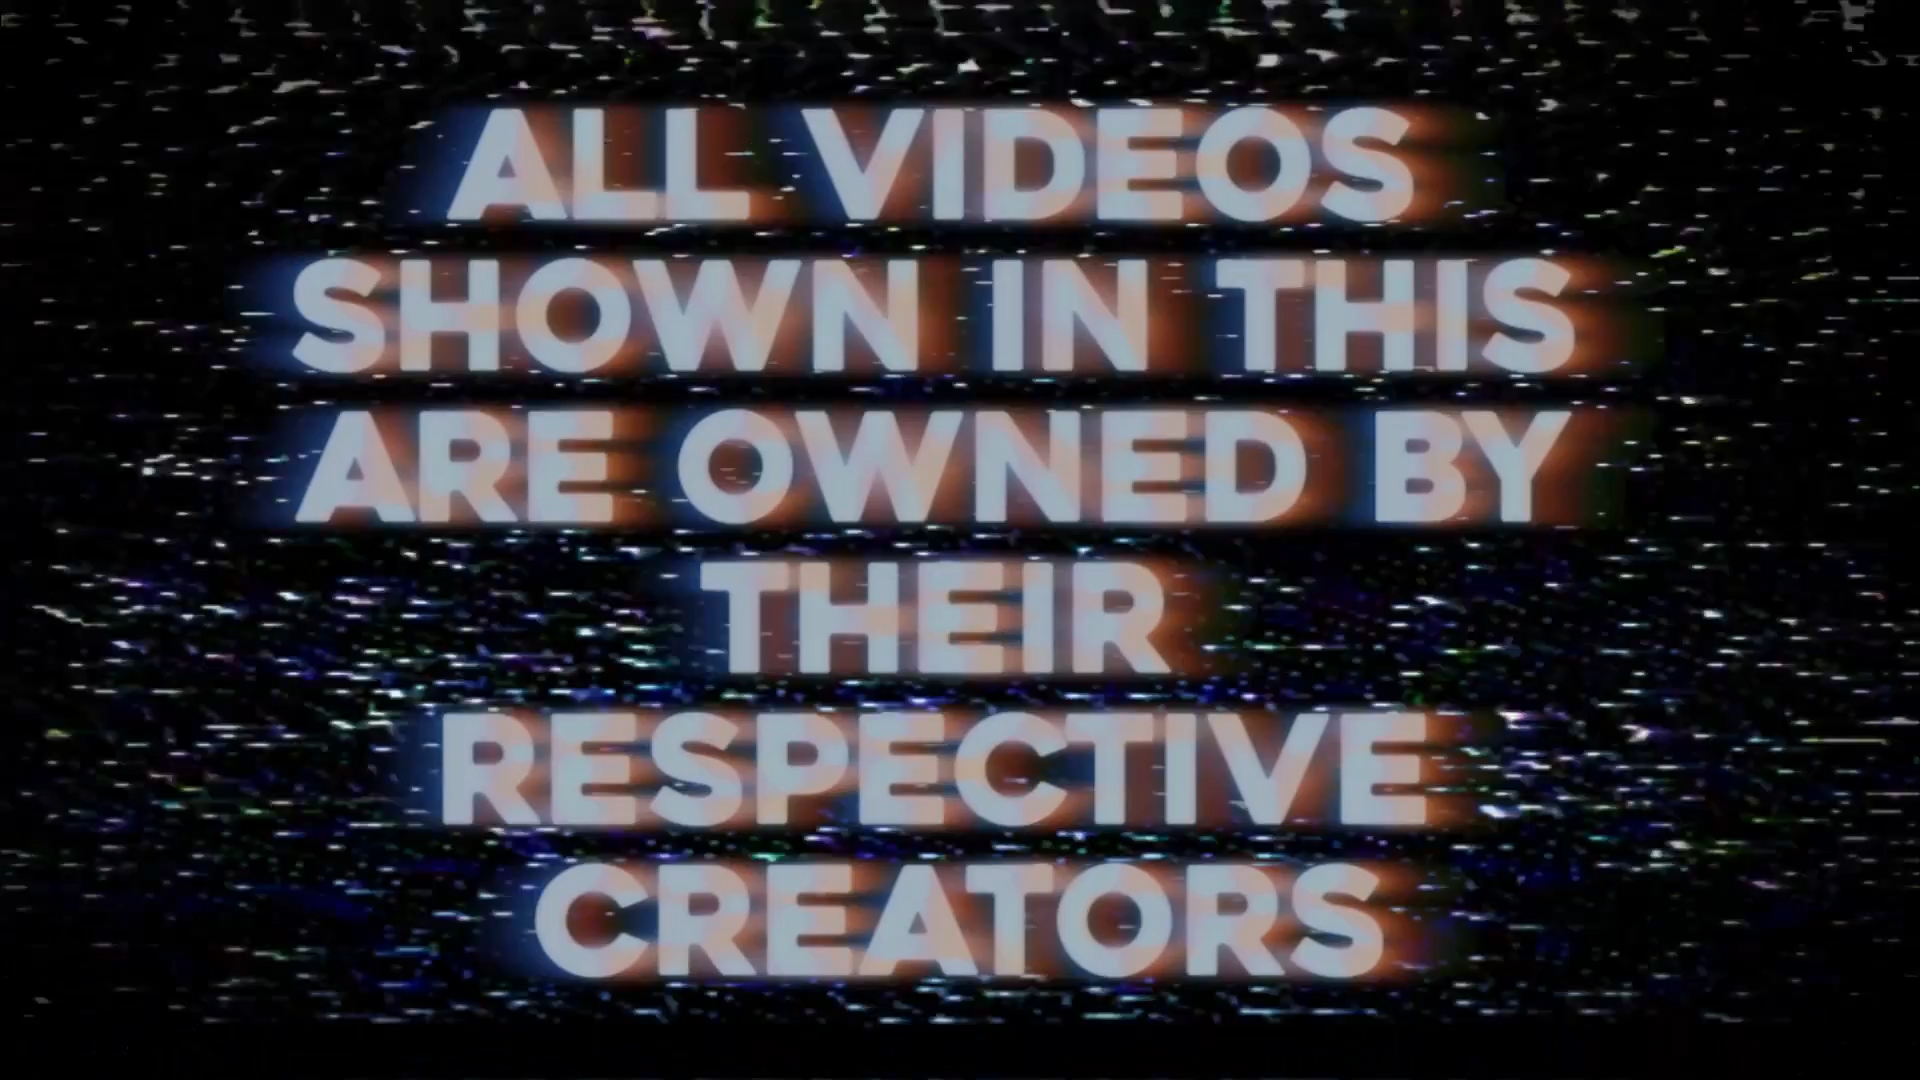 ALL VIDEOS
SHOWN IN THIS
ARE OWNED BY
THEIR
RESPECTIVE
CREATORS